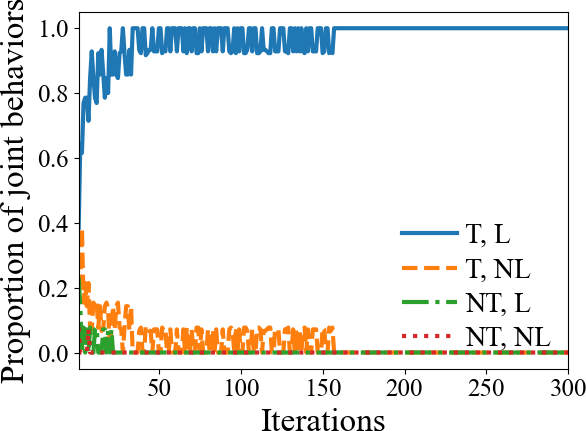 Proportion of joint behaviors
1.0
0.8
0.6
0.4
0.2
0.0
T, L
T, NL
NT, L
NT, NL
50 100 150 200 250 300
Iterations